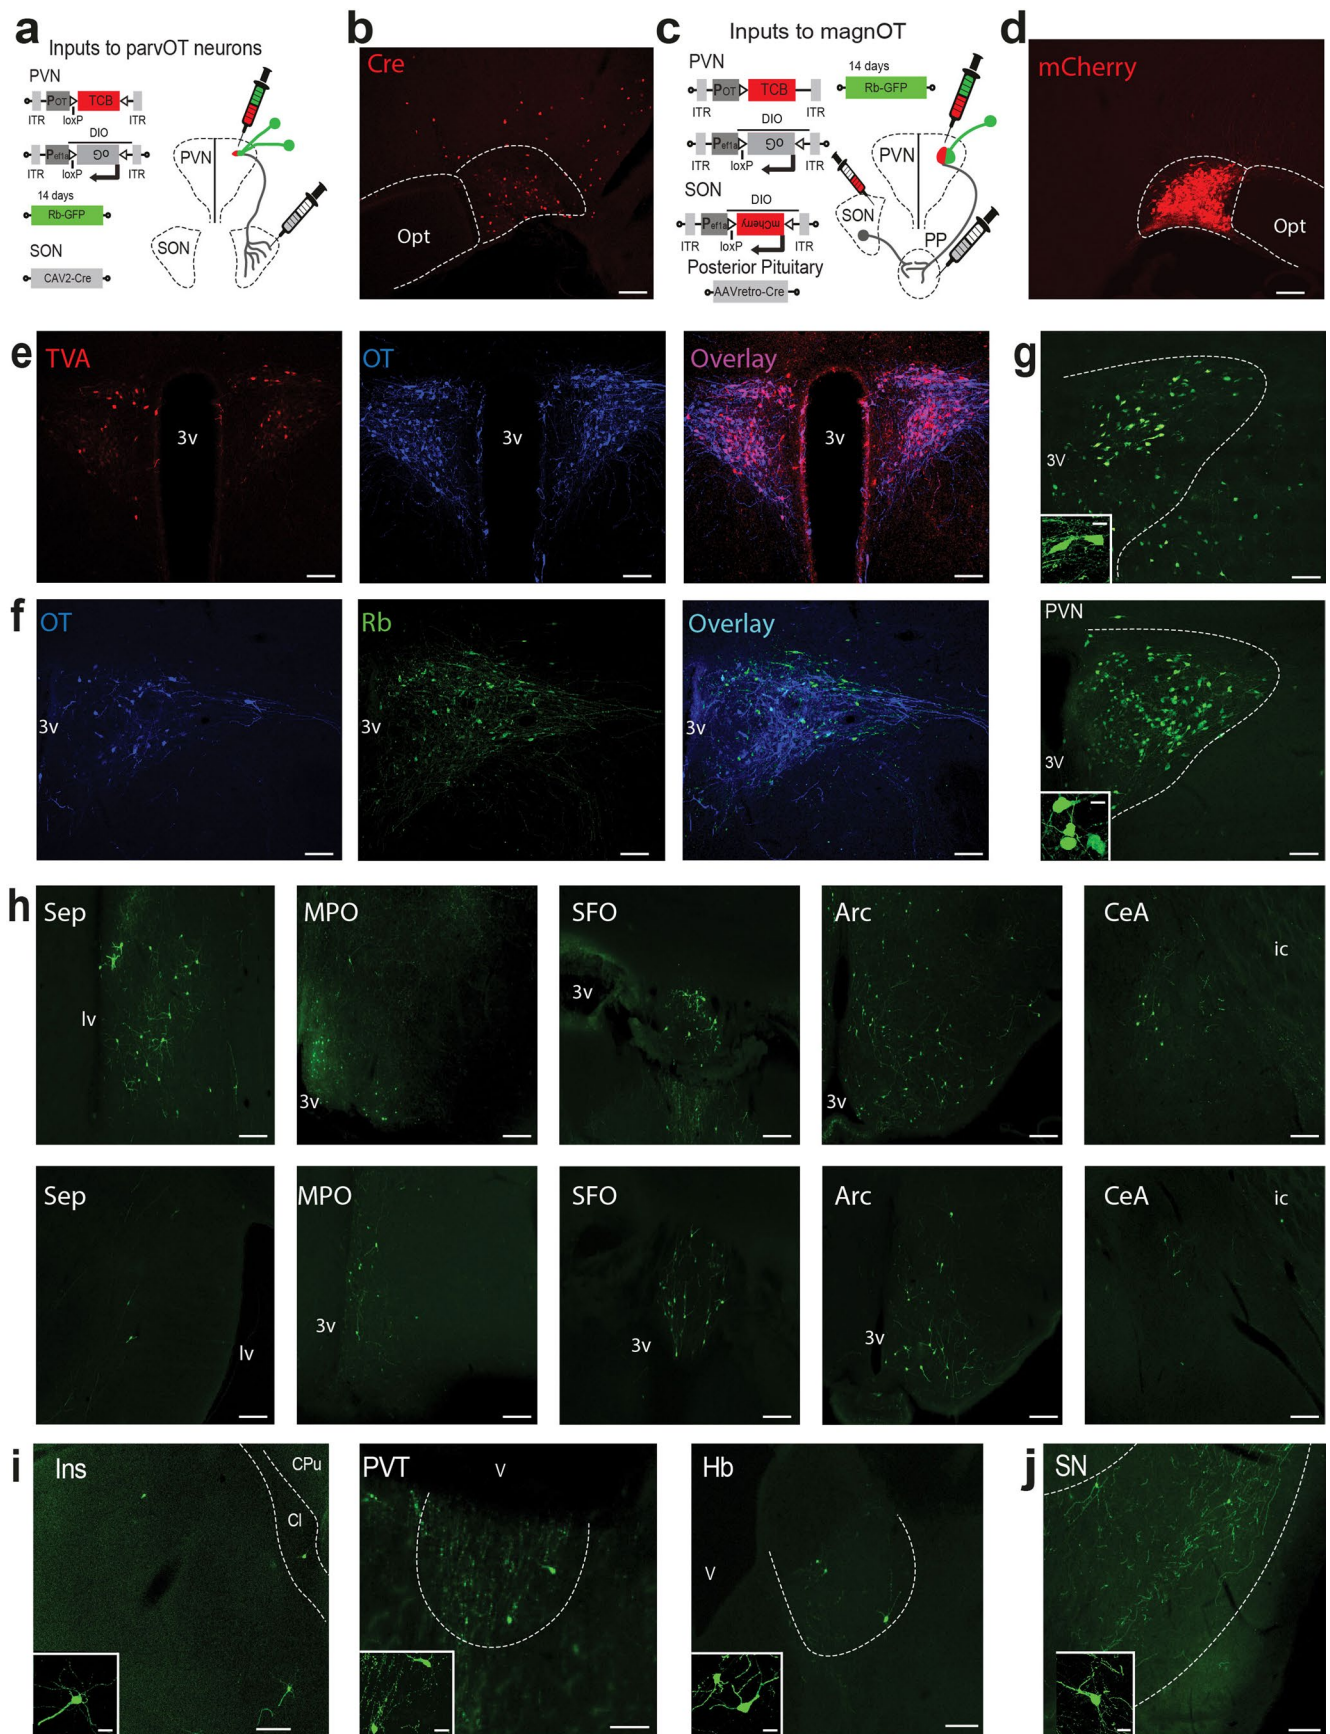 a
Inputs to parvOT neurons
PVN
POT
TCB
ITR
loxP
ITR
DIO
Pef1a
oG
ITR
loxP
ITR
14 days
Rb-GFP
SON
CAV2-Cre
PVN
SON
b
Cre
Opt
c
Inputs to magnOT
PVN
14 days
POT
TCB
Rb-GFP
ITR
loxP
ITR
DIO
Pef1a
oG
ITR
loxP
ITR
SON
DIO
Pef1a
mCherry
ITR
loxP
ITR
Posterior Pituitary
AAVretro-Cre
PVN
SON
PP
d
mCherry
Opt
e
TVA
OT
3v
Overlay
3v
f
OT
3v
Rb
3v
Overlay
3v
g
3V
PVN
3V
h
Sep
lv
MPO
3v
SFO
3v
Arc
3v
CeA
ic
Sep
lv
MPO
3v
SFO
3v
Arc
3v
CeA
ic
i
Ins
CPu
Cl
PVT
V
Hb
V
j
SN